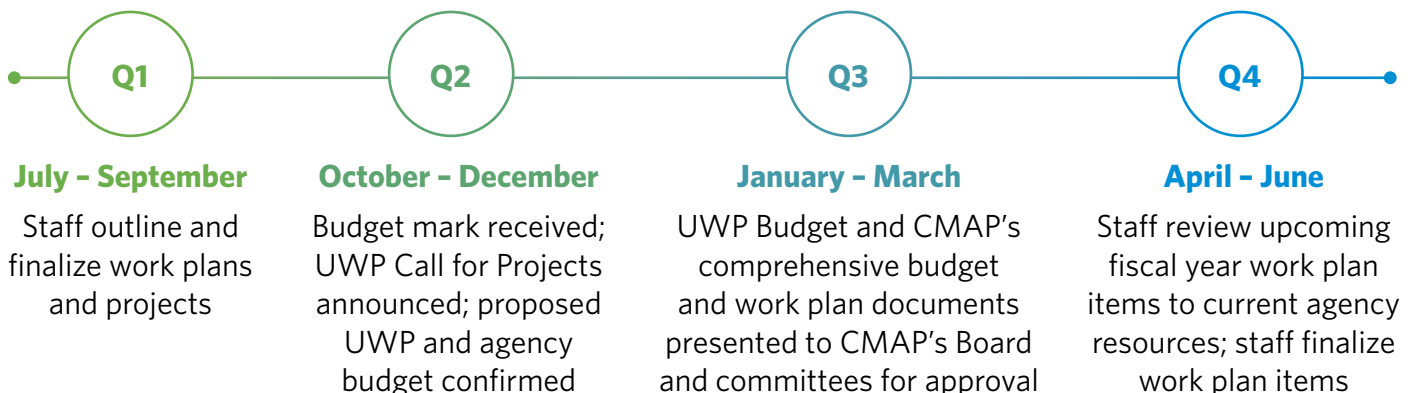 Q1
July – September
Staff outline and
finalize work plans
and projects
Q2
October – December
Budget mark received;
UWP Call for Projects
announced; proposed
UWP and agency
budget confirmed
Q3
January – March
UWP Budget and CMAP’s
comprehensive budget
and work plan documents
presented to CMAP’s Board
and committees for approval
Q4
April – June
Staff review upcoming
fiscal year work plan
items to current agency
resources; staff finalize
work plan items